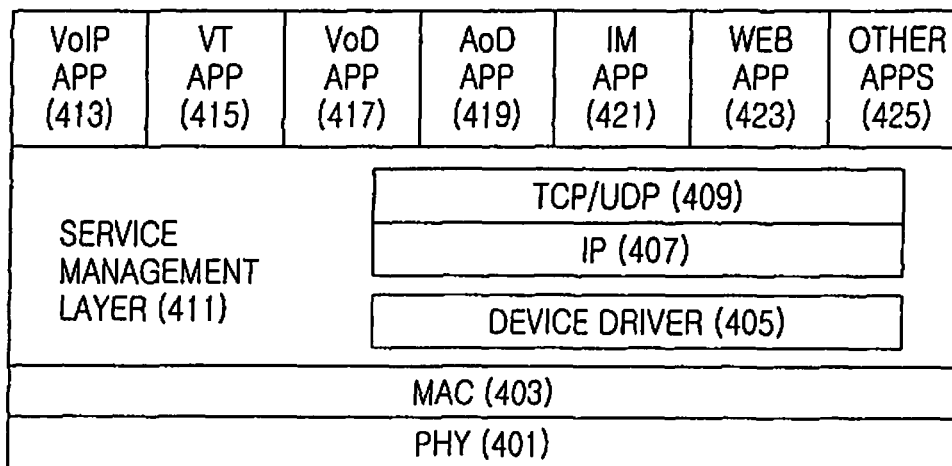 VoIP APP (413)
VT APP (415)
VoD APP (417)
AoD APP (419)
IM APP (421)
WEB APP (423)
OTHER APPS (425)
TCP/UDP (409)
IP (407)
SERVICE
MANAGEMENT
LAYER (411)
DEVICE DRIVER (405)
MAC (403)
PHY (401)